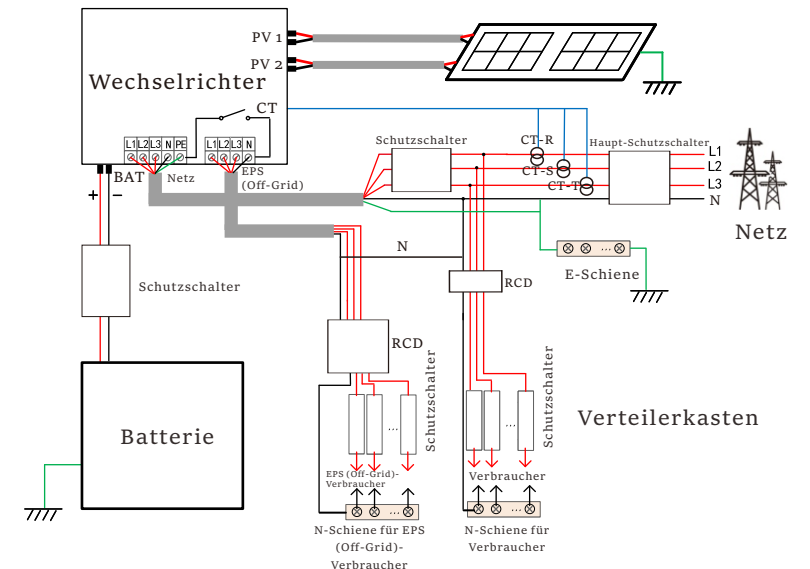 PV 1
PV 2
Wechselrichter
CT
L1 L2 L3 N PE
L1 L2 L3 N
BAT
Netz
EPS
(Off-Grid)
+
−
Schutzschalter
CT-R
CT-S
CT-T
Haupt-Schutzschalter
L1
L2
L3
N
Netz
E-Schiene
...
N
RCD
RCD
Schutzschalter
Batterie
Schutzschalter
...
Schutzschalter
...
Verteilerkasten
EPS (Off-Grid)-
Verbraucher
Verbraucher
...
...
N-Schiene für EPS
(Off-Grid)-
Verbraucher
N-Schiene für
Verbraucher